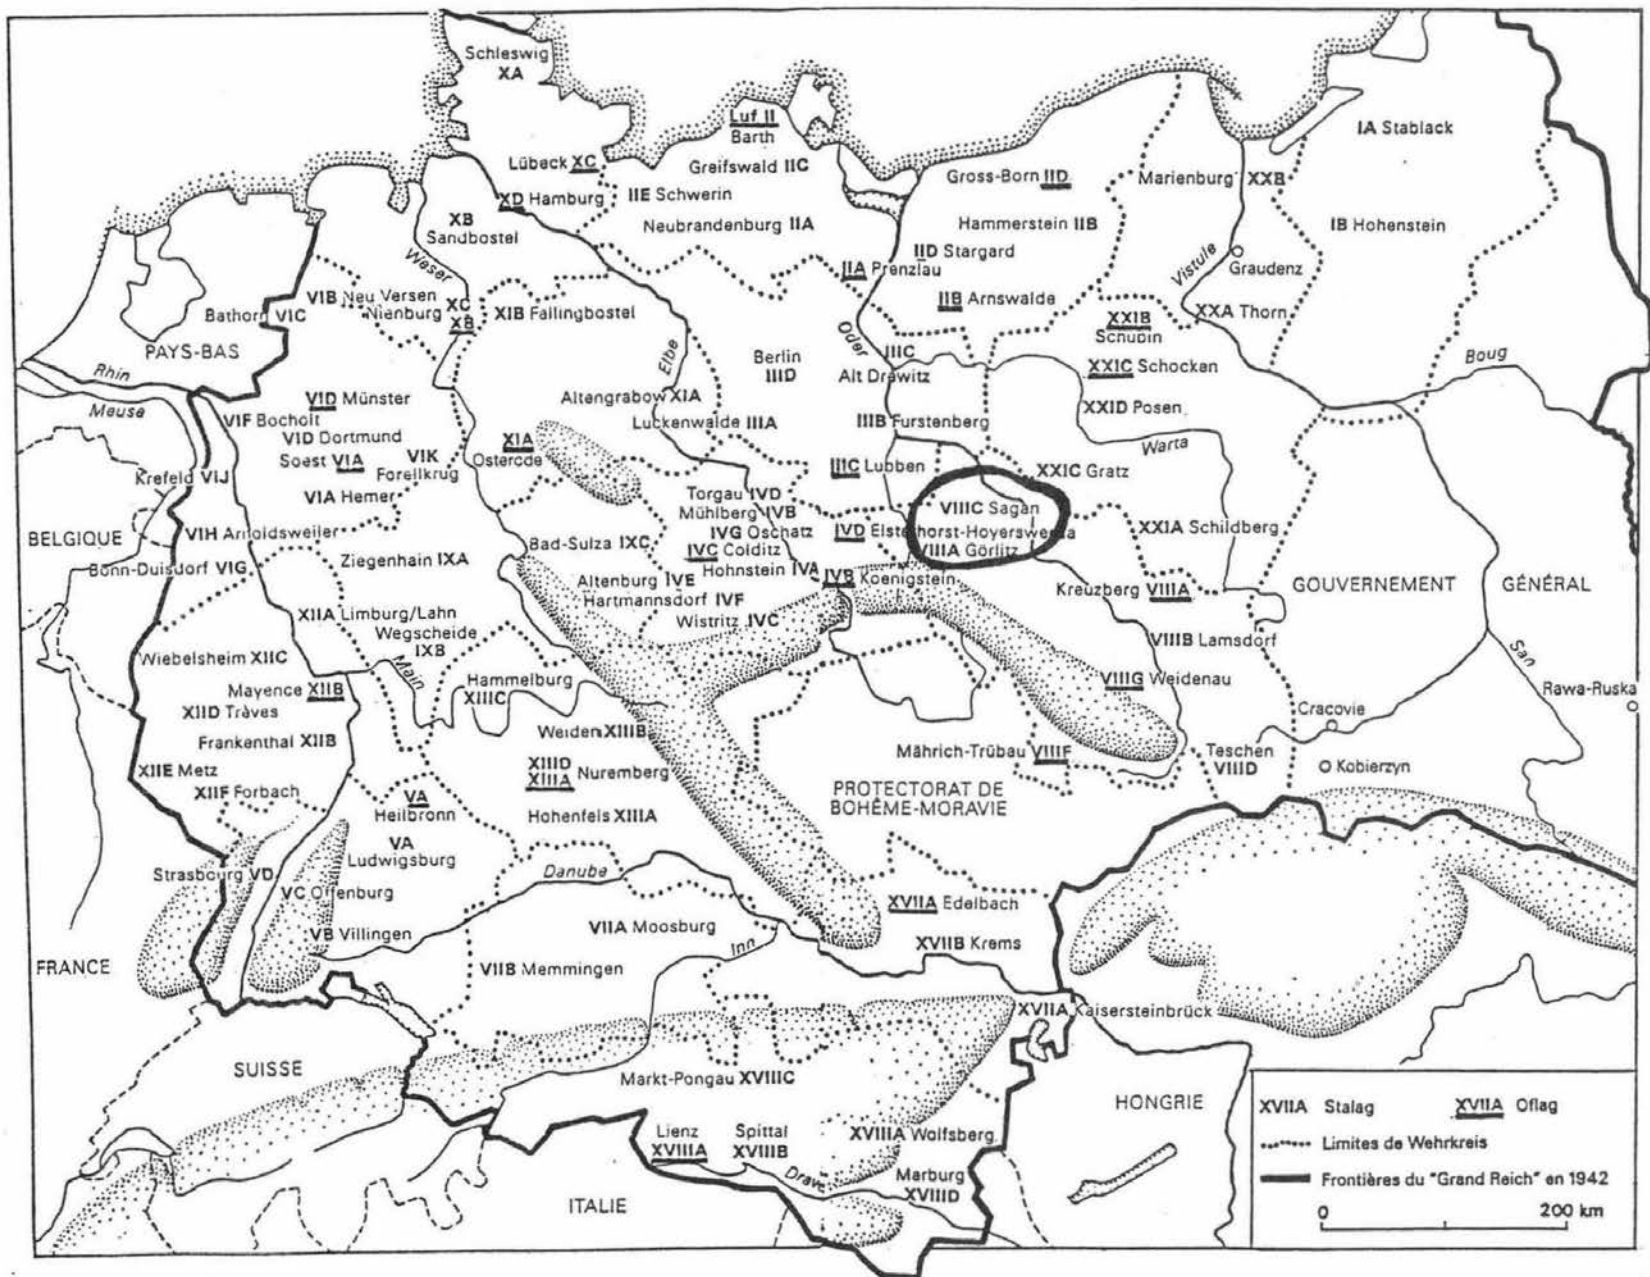 Schleswig
XA
Luf II
Barth
IA Stablack
Lübeck XC
Greifswald IIC
Gross-Born IID
Marienburg XXB
XD Hamburg
IIE Schwerin
XB
Sandbostel
Neubrandenburg IIA
Hammerstein IIB
IB Hohenstein
Weser
IID Stargard
Vistule
Graudenz
IIA Prenzlau
VIB Neu Versen
XC
Nienburg
XB
XIB Fallingbostel
IIB Arnswalde
Bathorn VIC
XXIB
Schubin
XXA Thorn
PAYS-BAS
Elbe
Oder
Berlin
IIID
IIIC
Alt Drewitz
XXIC Schocken
Boug
Rhin
Meuse
VID Münster
Altengrabow XIA
XXID Posen
VIF Bocholt
Luckenwalde IIIA
IIIB Furstenberg
VID Dortmund
XIA
Osterode
Warta
Soest VIA
VIK
Forellkrug
IIIC Lubben
XXIC Gratz
Krefeld VIJ
VIA Hemer
Torgau IVD
Mühlberg IVB
VIIIC Sagan
BELGIQUE
VIH Arnoldsweiler
IVG Oschatz
IVD Elsterhorst-Hoyerswerda
XXIA Schildberg
Bad-Sulza IXC
IVC Colditz
VIIIA Görlitz
Ziegenhain IXA
Bonn-Duisdorf VIG
Hohnstein IVA
Altenburg IVE
IVB Koenigstein
Kreuzberg VIIIA
GOUVERNEMENT GÉNÉRAL
Hartmannsdorf IVF
XIIA Limburg/Lahn
Wistritz IVC
Wegscheide
IXB
VIIIB Lamsdorf
San
Wiebelsheim XIIC
Main
Hammelburg
XIIIC
VIIIG Weidenau
Mayence XIIB
Rawa-Ruska
XIID Trèves
Cracovie
Frankenthal XIIB
Weiden XIIIB
Mährich-Trübau VIIIF
Teschen
VIIID
XIIE Metz
XIIID
XIIIA Nuremberg
Kobierzyn
XIIF Forbach
PROTECTORAT DE
BOHÊME-MORAVIE
VA
Heilbronn
Hohenfels XIIIA
VA
Ludwigsburg
Strasbourg VD
Danube
VC Offenburg
XVIIA Edelbach
VB Villingen
VIIA Moosburg
Inn
XVIIB Krems
FRANCE
VIIB Memmingen
XVIIA Kaisersteinbrück
SUISSE
Markt-Pongau XVIIIC
HONGRIE
Lienz
XVIIIA
Spittal
XVIIIB
XVIIIA Wolfsberg
Drave
Marburg
XVIIID
ITALIE
XVIIA Stalag
XVIIA Oflag
Limites de Wehrkreis
Frontières du "Grand Reich" en 1942
0 200 km